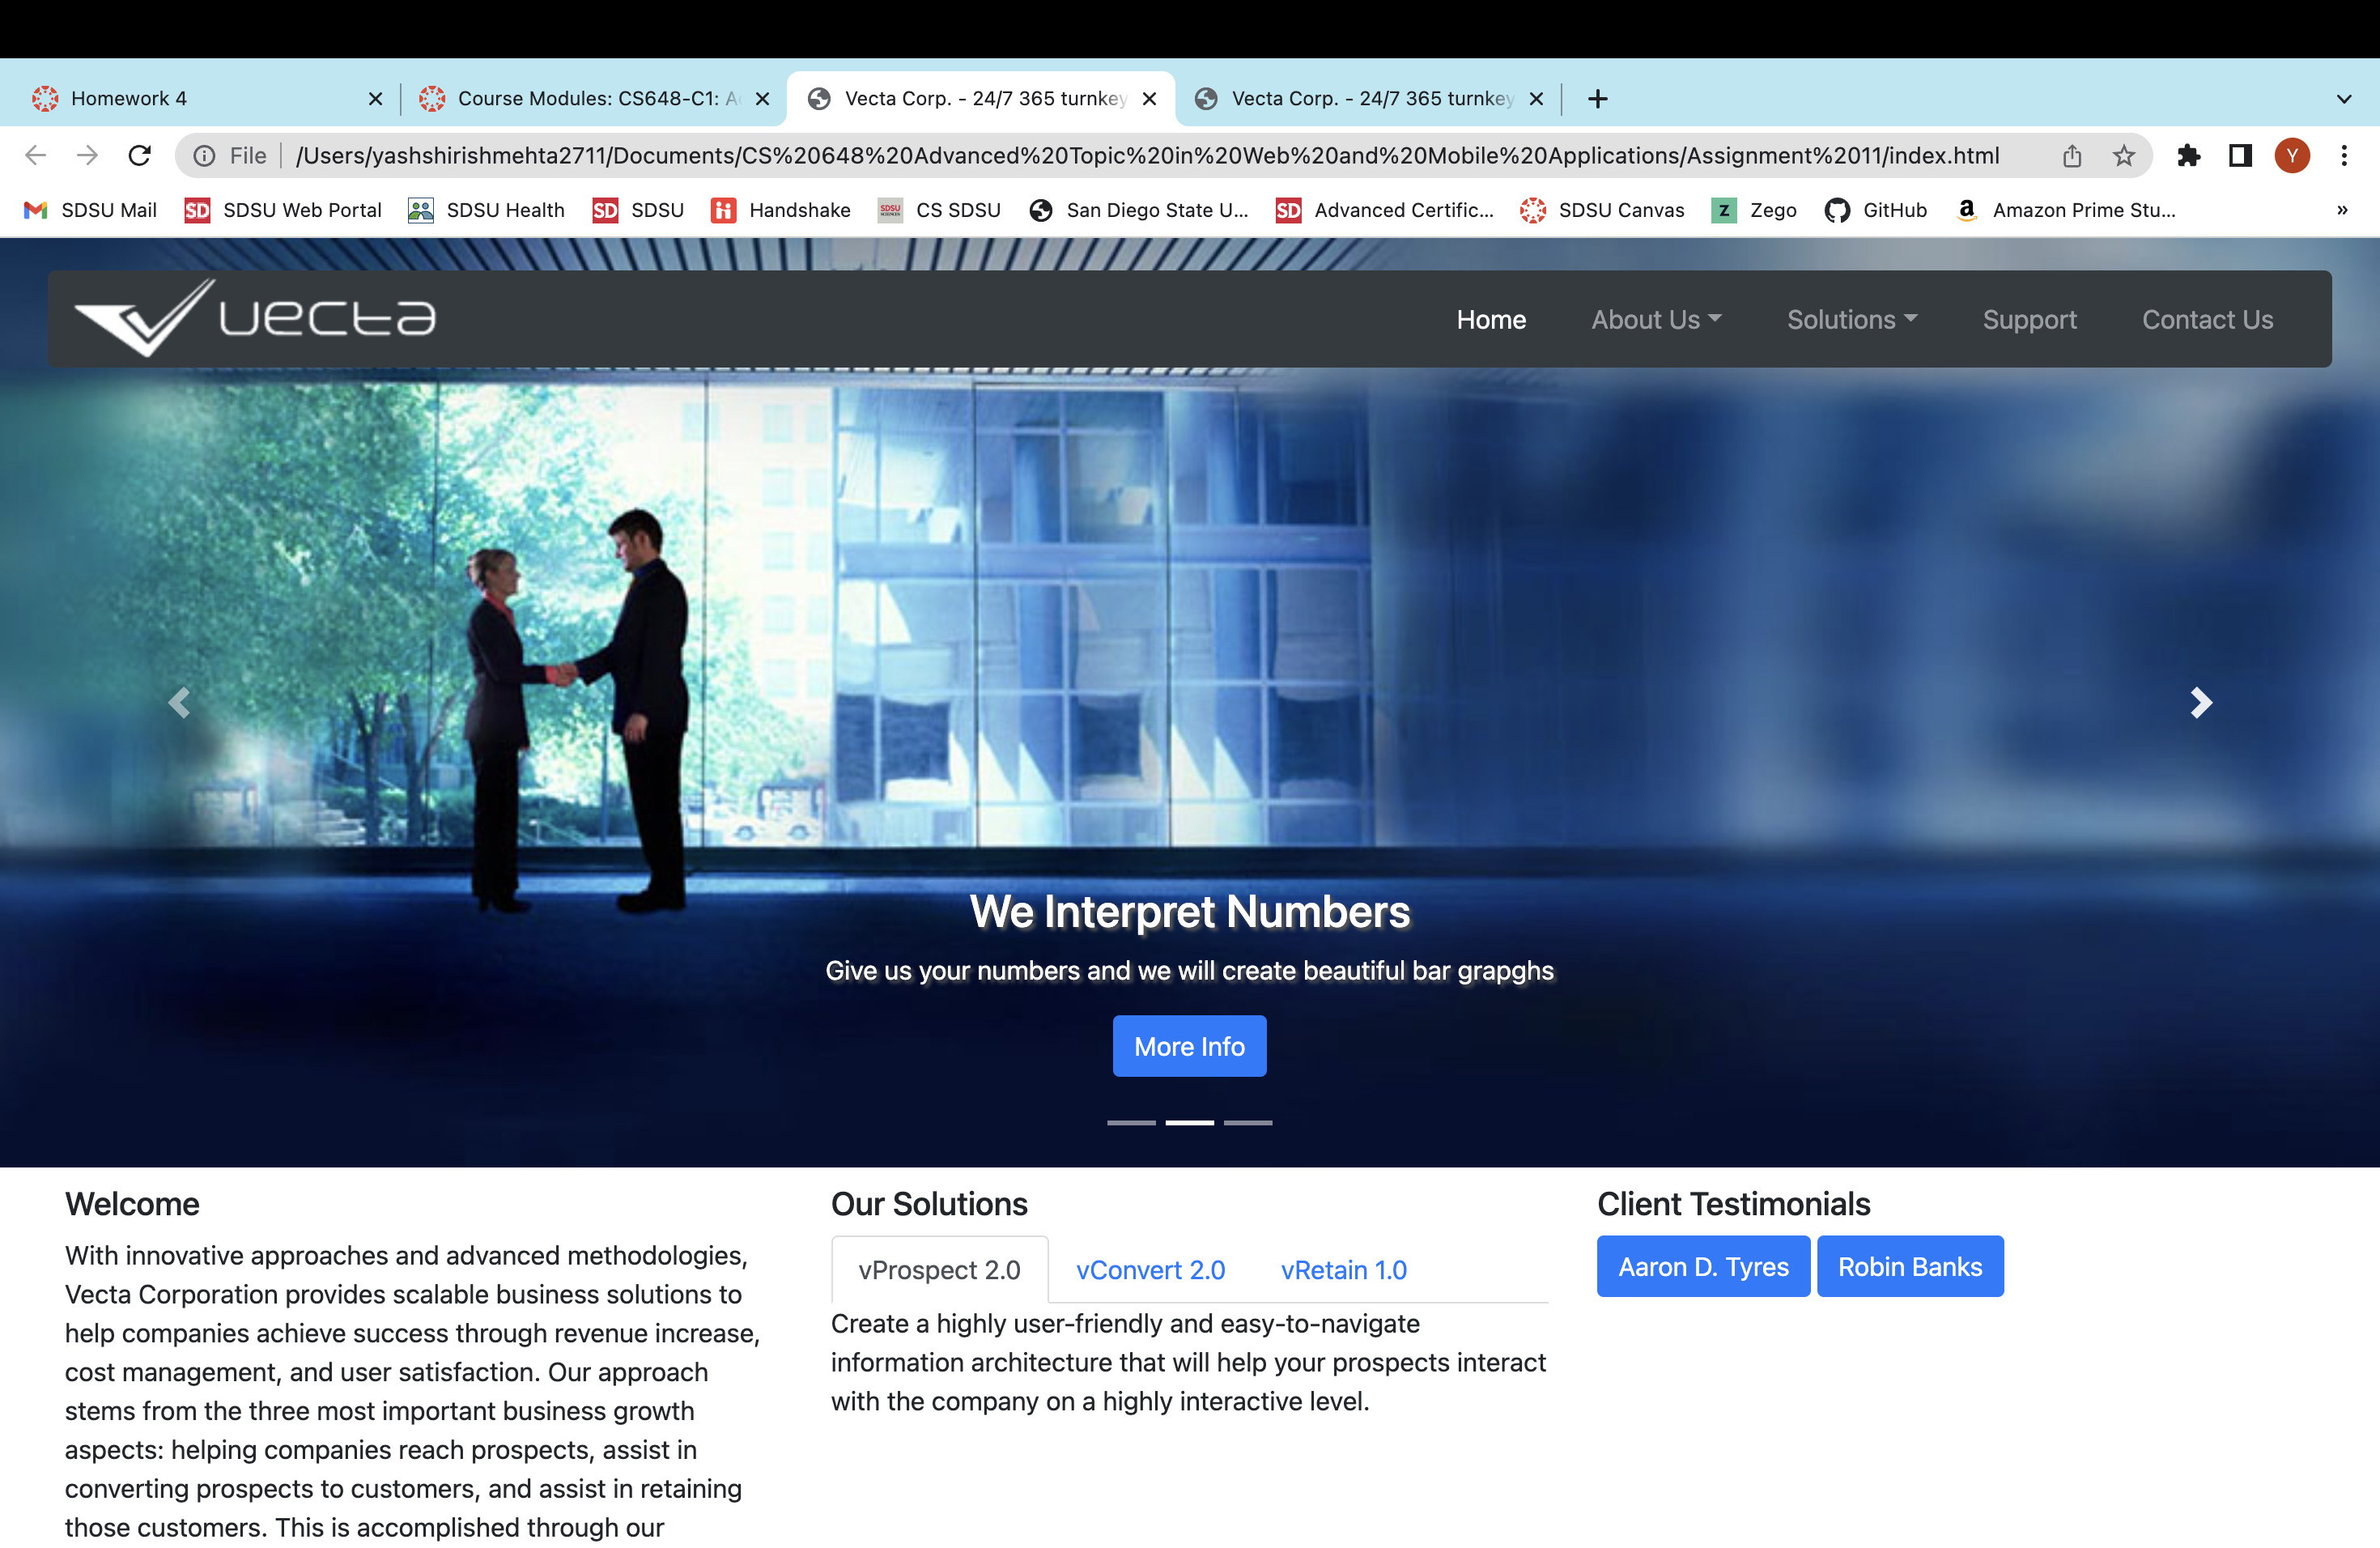 Homework 4
Course Modules: CS648-C1: A
Vecta Corp. - 24/7 365 turnkey
Vecta Corp. - 24/7 365 turnkey
File
/Users/yashshirishmehta2711/Documents/CS%20648%20Advanced%20Topic%20in%20Web%20and%20Mobile%20Applications/Assignment%2011/index.html
Y
SDSU Mail
SD SDSU Web Portal
SDSU Health
SD SDSU
Handshake
CS SDSU
San Diego State U...
SD Advanced Certific...
SDSU Canvas
Z Zego
GitHub
a Amazon Prime Stu...
»
vecta
Home
About Us
Solutions
Support
Contact Us
We Interpret Numbers
Give us your numbers and we will create beautiful bar grapghs
More Info
Welcome
With innovative approaches and advanced methodologies,
Vecta Corporation provides scalable business solutions to
help companies achieve success through revenue increase,
cost management, and user satisfaction. Our approach
stems from the three most important business growth
aspects: helping companies reach prospects, assist in
converting prospects to customers, and assist in retaining
those customers. This is accomplished through our
Our Solutions
vProspect 2.0
vConvert 2.0
vRetain 1.0
Create a highly user-friendly and easy-to-navigate
information architecture that will help your prospects interact
with the company on a highly interactive level.
Client Testimonials
Aaron D. Tyres
Robin Banks